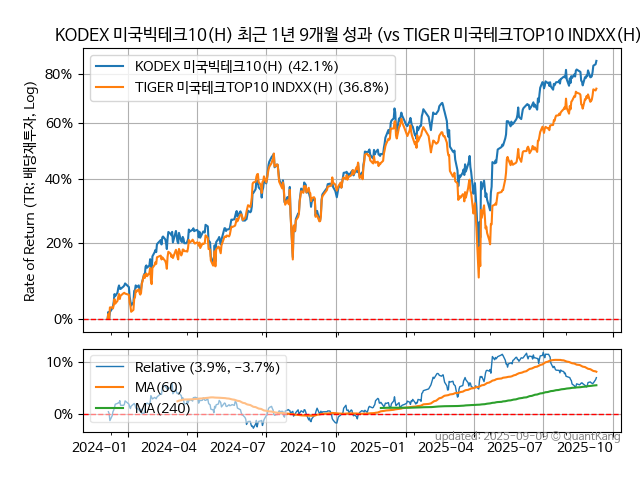 KODEX 미국빅테크10(H) 최근 1년 9개월 성과 (vs TIGER 미국테크TOP10 INDXX(H)
KODEX 미국빅테크10(H) (42.1%)
TIGER 미국테크TOP10 INDXX(H) (36.8%)
80%
60%
40%
20%
0%
Rate of Return (TR: 배당재투자, Log)
Relative (3.9%, -3.7%)
MA(60)
MA(240)
10%
0%
updated: 2025-09-09 © QuantKang
2024-01 2024-04 2024-07 2024-10 2025-01 2025-04 2025-07 2025-10